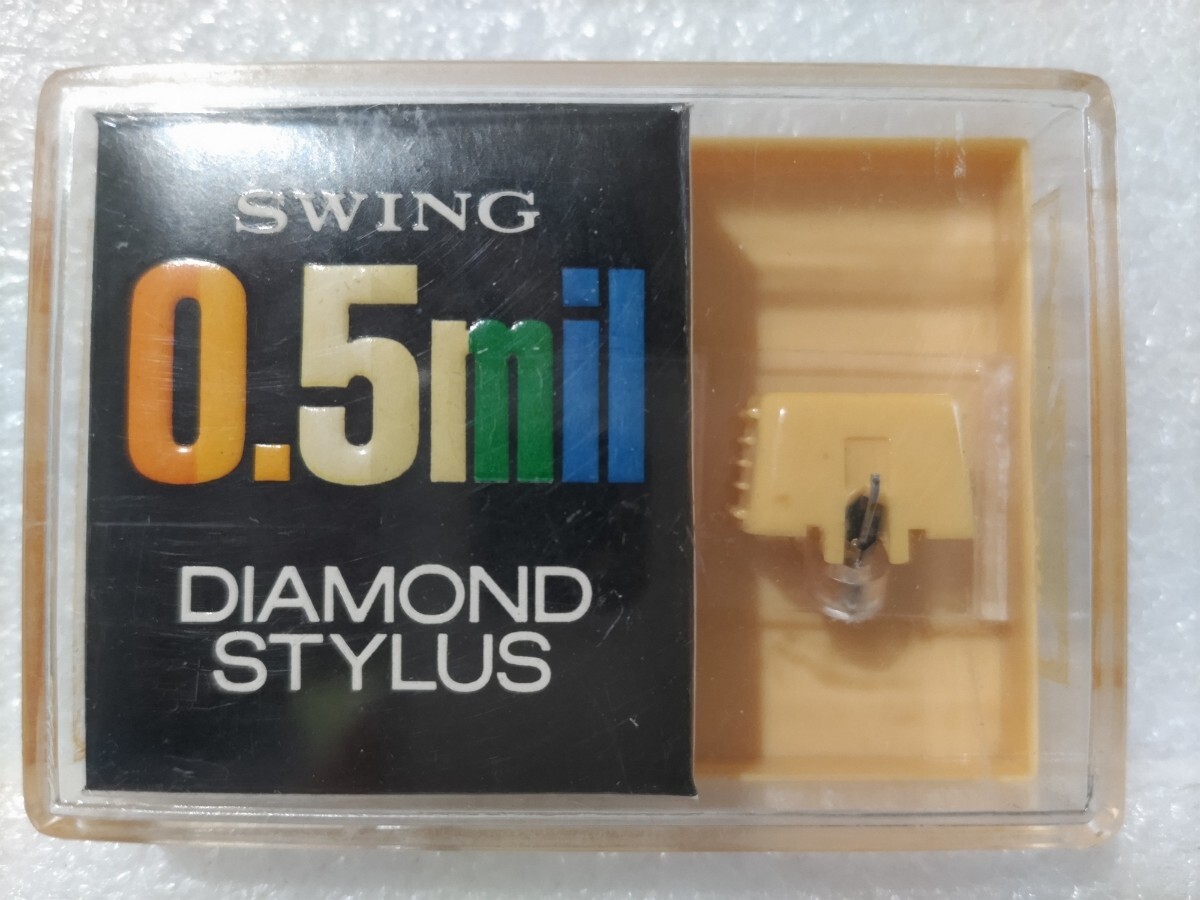 SWING
0.5mil
DIAMOND
STYLUS